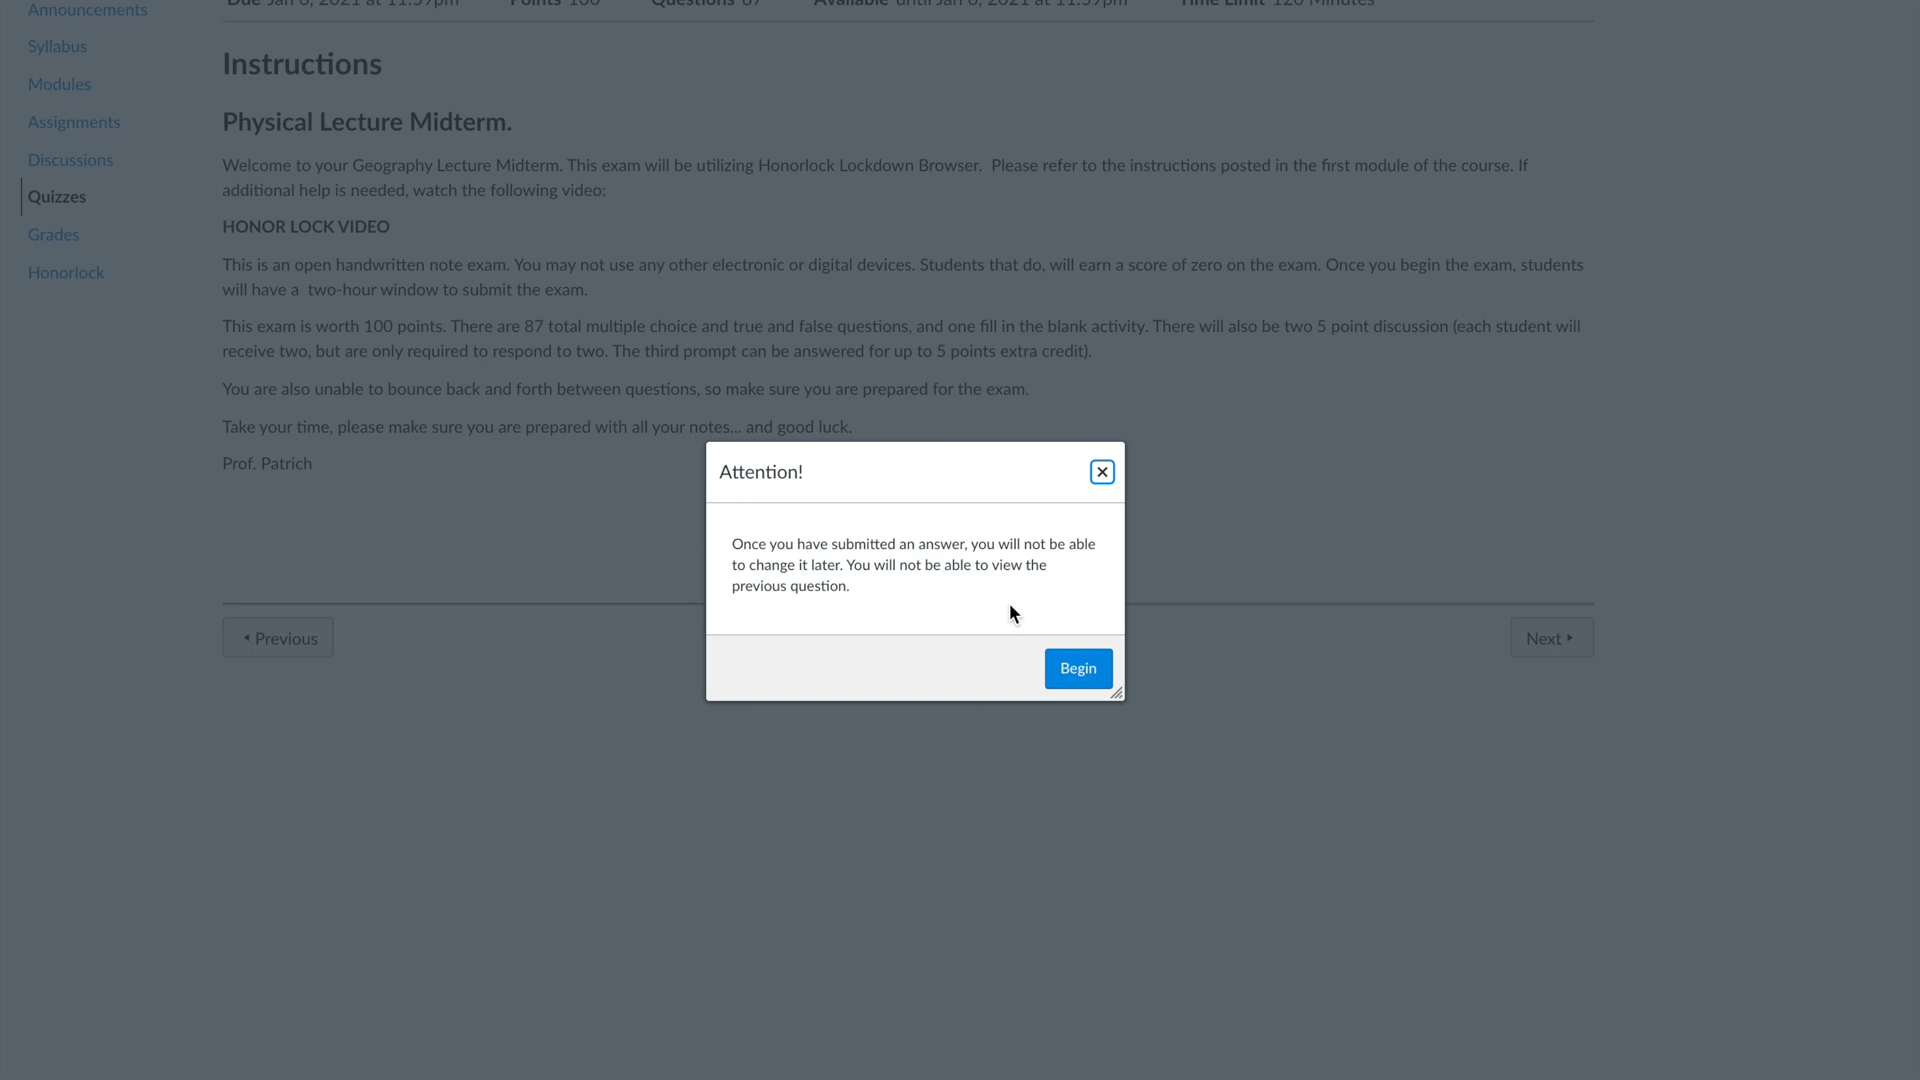 Announcements
Due Jan 6, 2021 at 11:59pm Points 100 Questions 87 Available until Jan 6, 2021 at 11:59pm Time Limit 120 Minutes
Syllabus
Modules
Assignments
Discussions
Quizzes
Grades
Honorlock
Instructions
Physical Lecture Midterm.
Welcome to your Geography Lecture Midterm. This exam will be utilizing Honorlock Lockdown Browser. Please refer to the instructions posted in the first module of the course. If
additional help is needed, watch the following video:
HONOR LOCK VIDEO
This is an open handwritten note exam. You may not use any other electronic or digital devices. Students that do, will earn a score of zero on the exam. Once you begin the exam, students
will have a two-hour window to submit the exam.
This exam is worth 100 points. There are 87 total multiple choice and true and false questions, and one fill in the blank activity. There will also be two 5 point discussion (each student will
receive two, but are only required to respond to two. The third prompt can be answered for up to 5 points extra credit).
You are also unable to bounce back and forth between questions, so make sure you are prepared for the exam.
Take your time, please make sure you are prepared with all your notes... and good luck.
Prof. Patrich
Attention!
Once you have submitted an answer, you will not be able
to change it later. You will not be able to view the
previous question.
Begin
Previous
Next